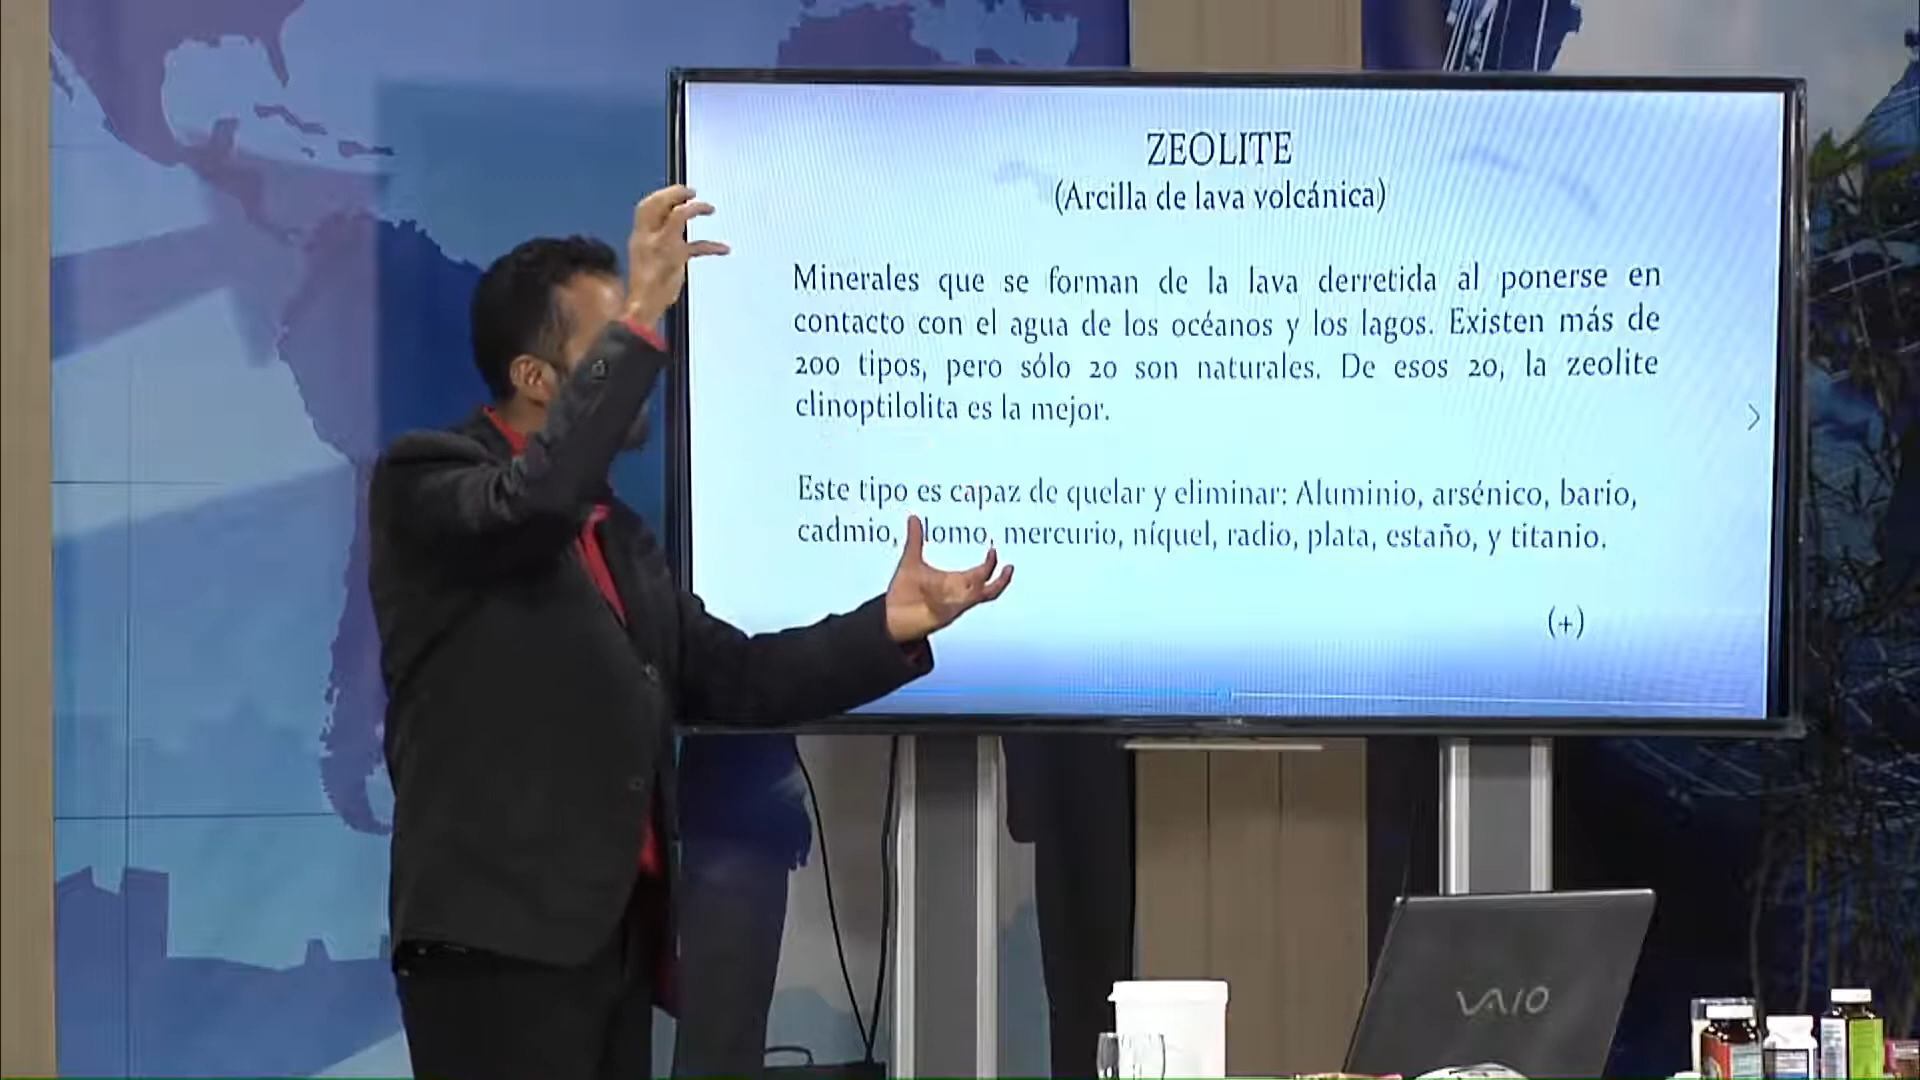 ZEOLITE
(Arcilla de lava volcánica)
Minerales que se forman de la lava derretida al ponerse en
contacto con el agua de los océanos y los lagos. Existen más de
200 tipos, pero sólo 20 son naturales. De esos 20, la zeolite
clinoptilolita es la mejor.
Este tipo es capaz de quelar y eliminar: Aluminio, arsénico, bario,
cadmio, plomo, mercurio, níquel, radio, plata, estaño, y titanio.
(+)
VAIO